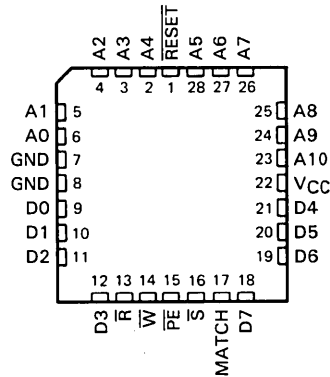 A2 A3 A4 R̅E̅S̅E̅T̅ A5 A6 A7
4 3 2 1 28 27 26
A1 5 25 A8
A0 6 24 A9
GND 7 23 A10
GND 8 22 VCC
D0 9 21 D4
D1 10 20 D5
D2 11 19 D6
12 13 14 15 16 17 18
D3 R̅ W̅ P̅E̅ S̅ MATCH D7